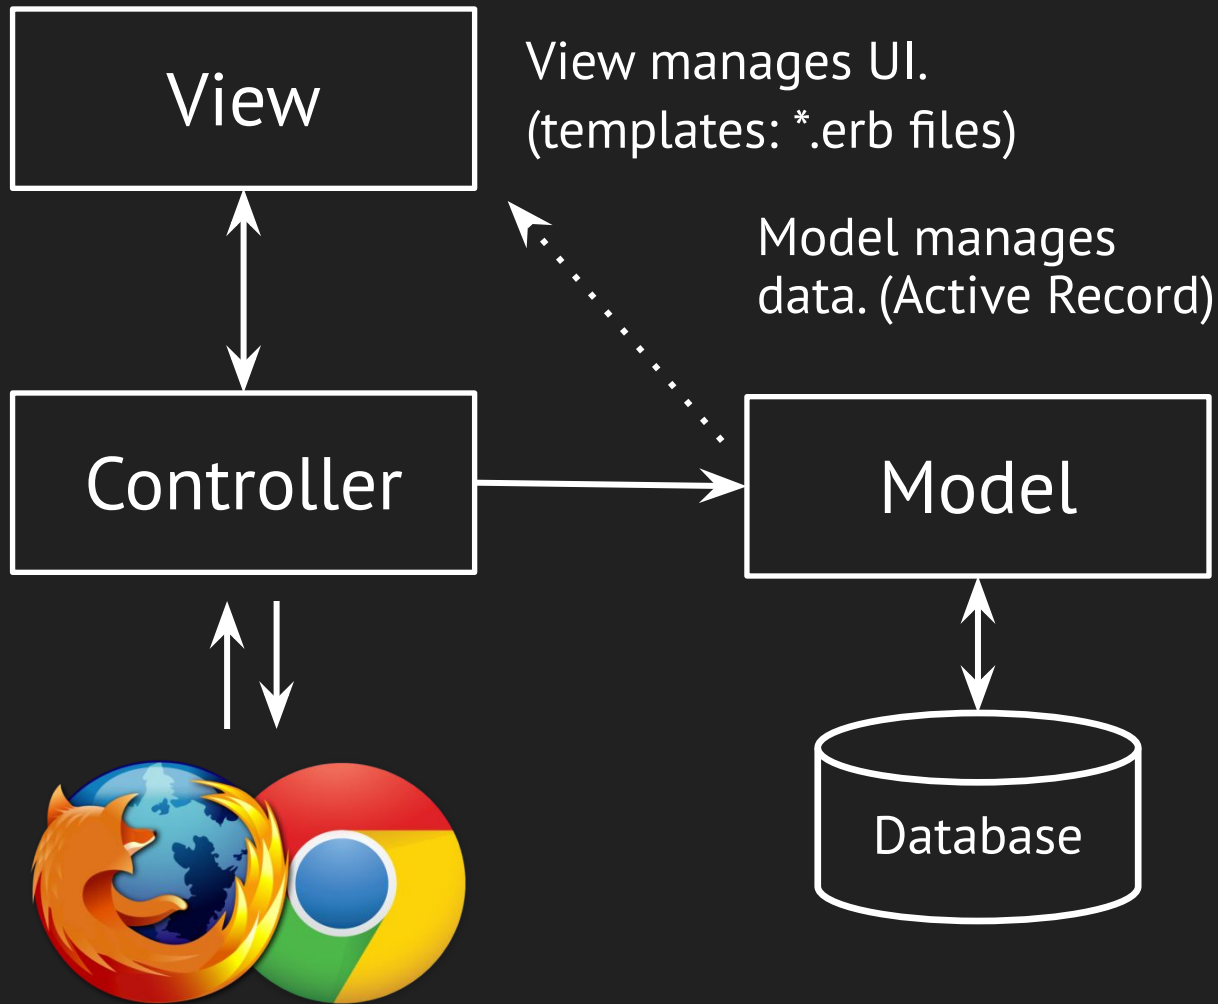 View
View manages UI.
(templates: *.erb files)
Model manages
data. (Active Record)
Controller
Model
Database